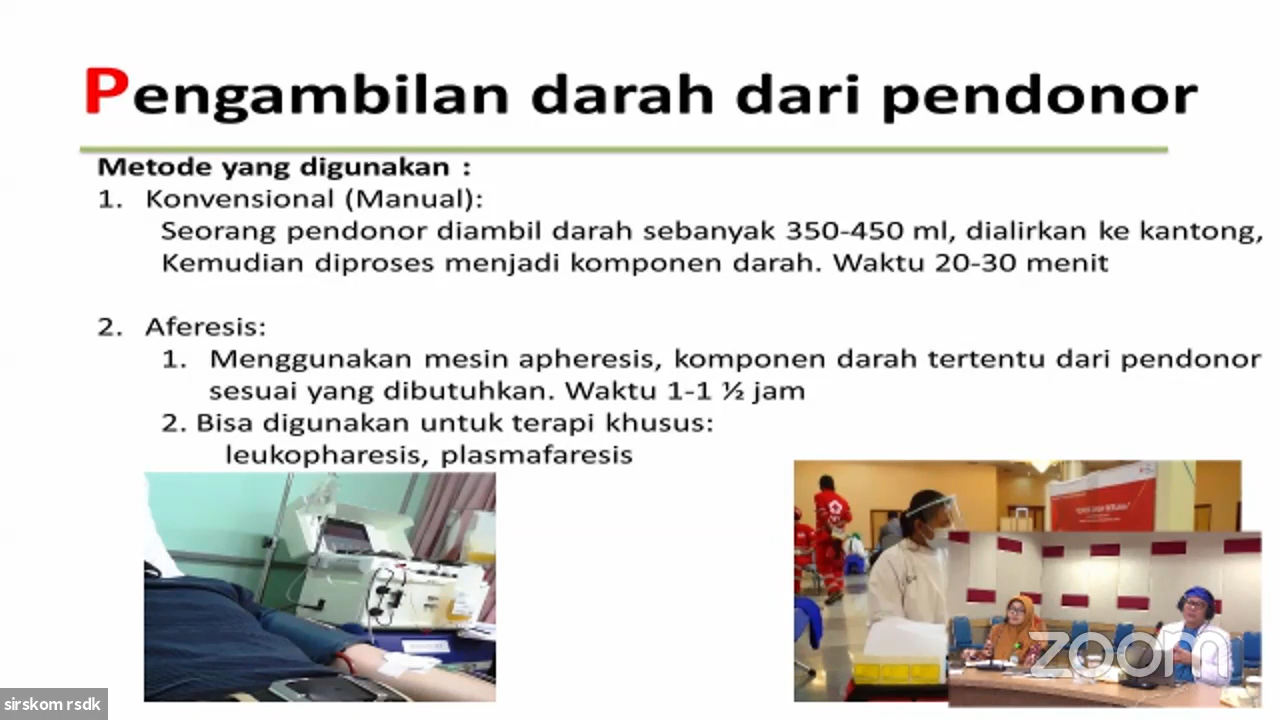 Pengambilan darah dari pendonor
Metode yang digunakan :
1. Konvensional (Manual):
Seorang pendonor diambil darah sebanyak 350-450 ml, dialirkan ke kantong,
Kemudian diproses menjadi komponen darah. Waktu 20-30 menit
2. Aferesis:
1. Menggunakan mesin apheresis, komponen darah tertentu dari pendonor
sesuai yang dibutuhkan. Waktu 1-1 ½ jam
2. Bisa digunakan untuk terapi khusus:
leukopharesis, plasmafaresis
zoom
sirskom rsdk